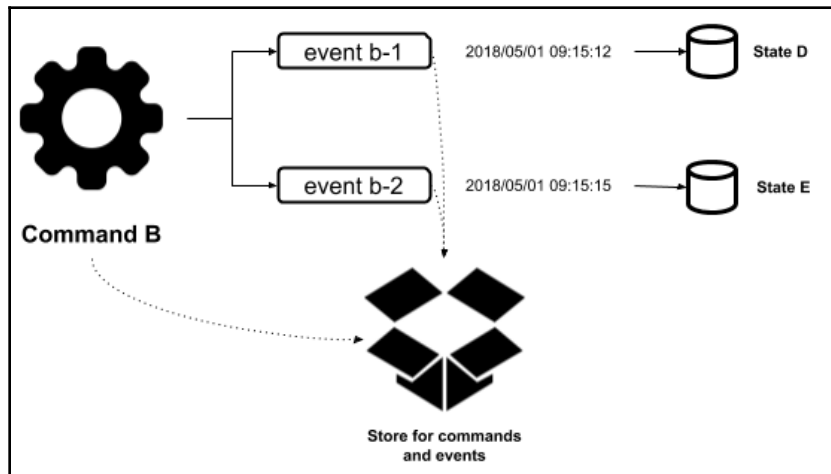 event b-1
2018/05/01 09:15:12
State D
event b-2
2018/05/01 09:15:15
State E
Command B
Store for commands
and events